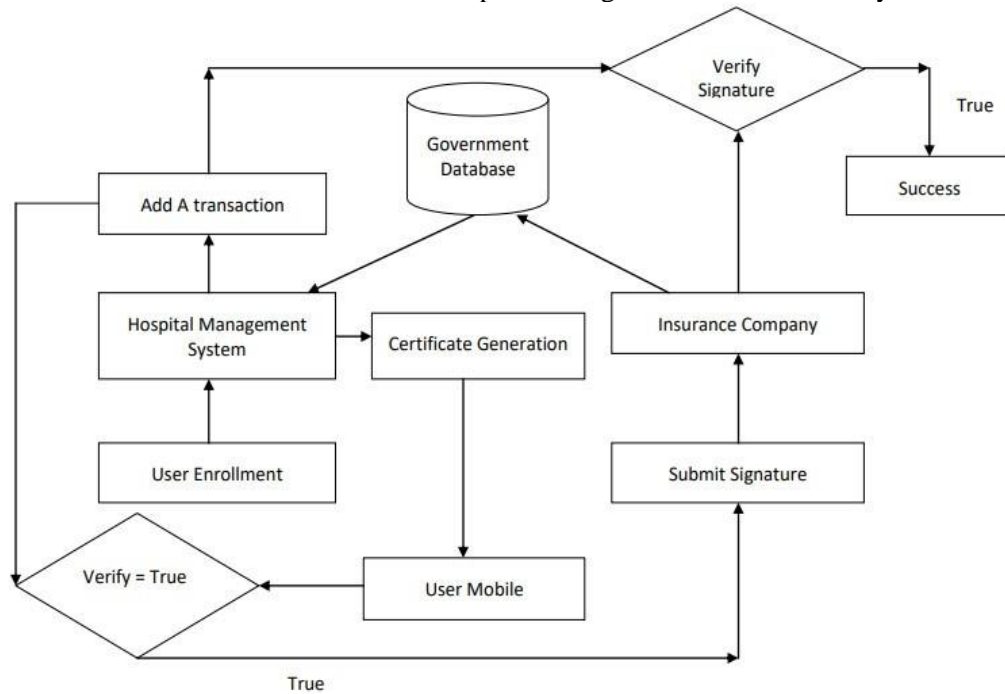 Verify
Signature
True
Government
Database
Success
Add A transaction
Hospital Management
System
Certificate Generation
Insurance Company
User Enrollment
Submit Signature
Verify = True
User Mobile
True